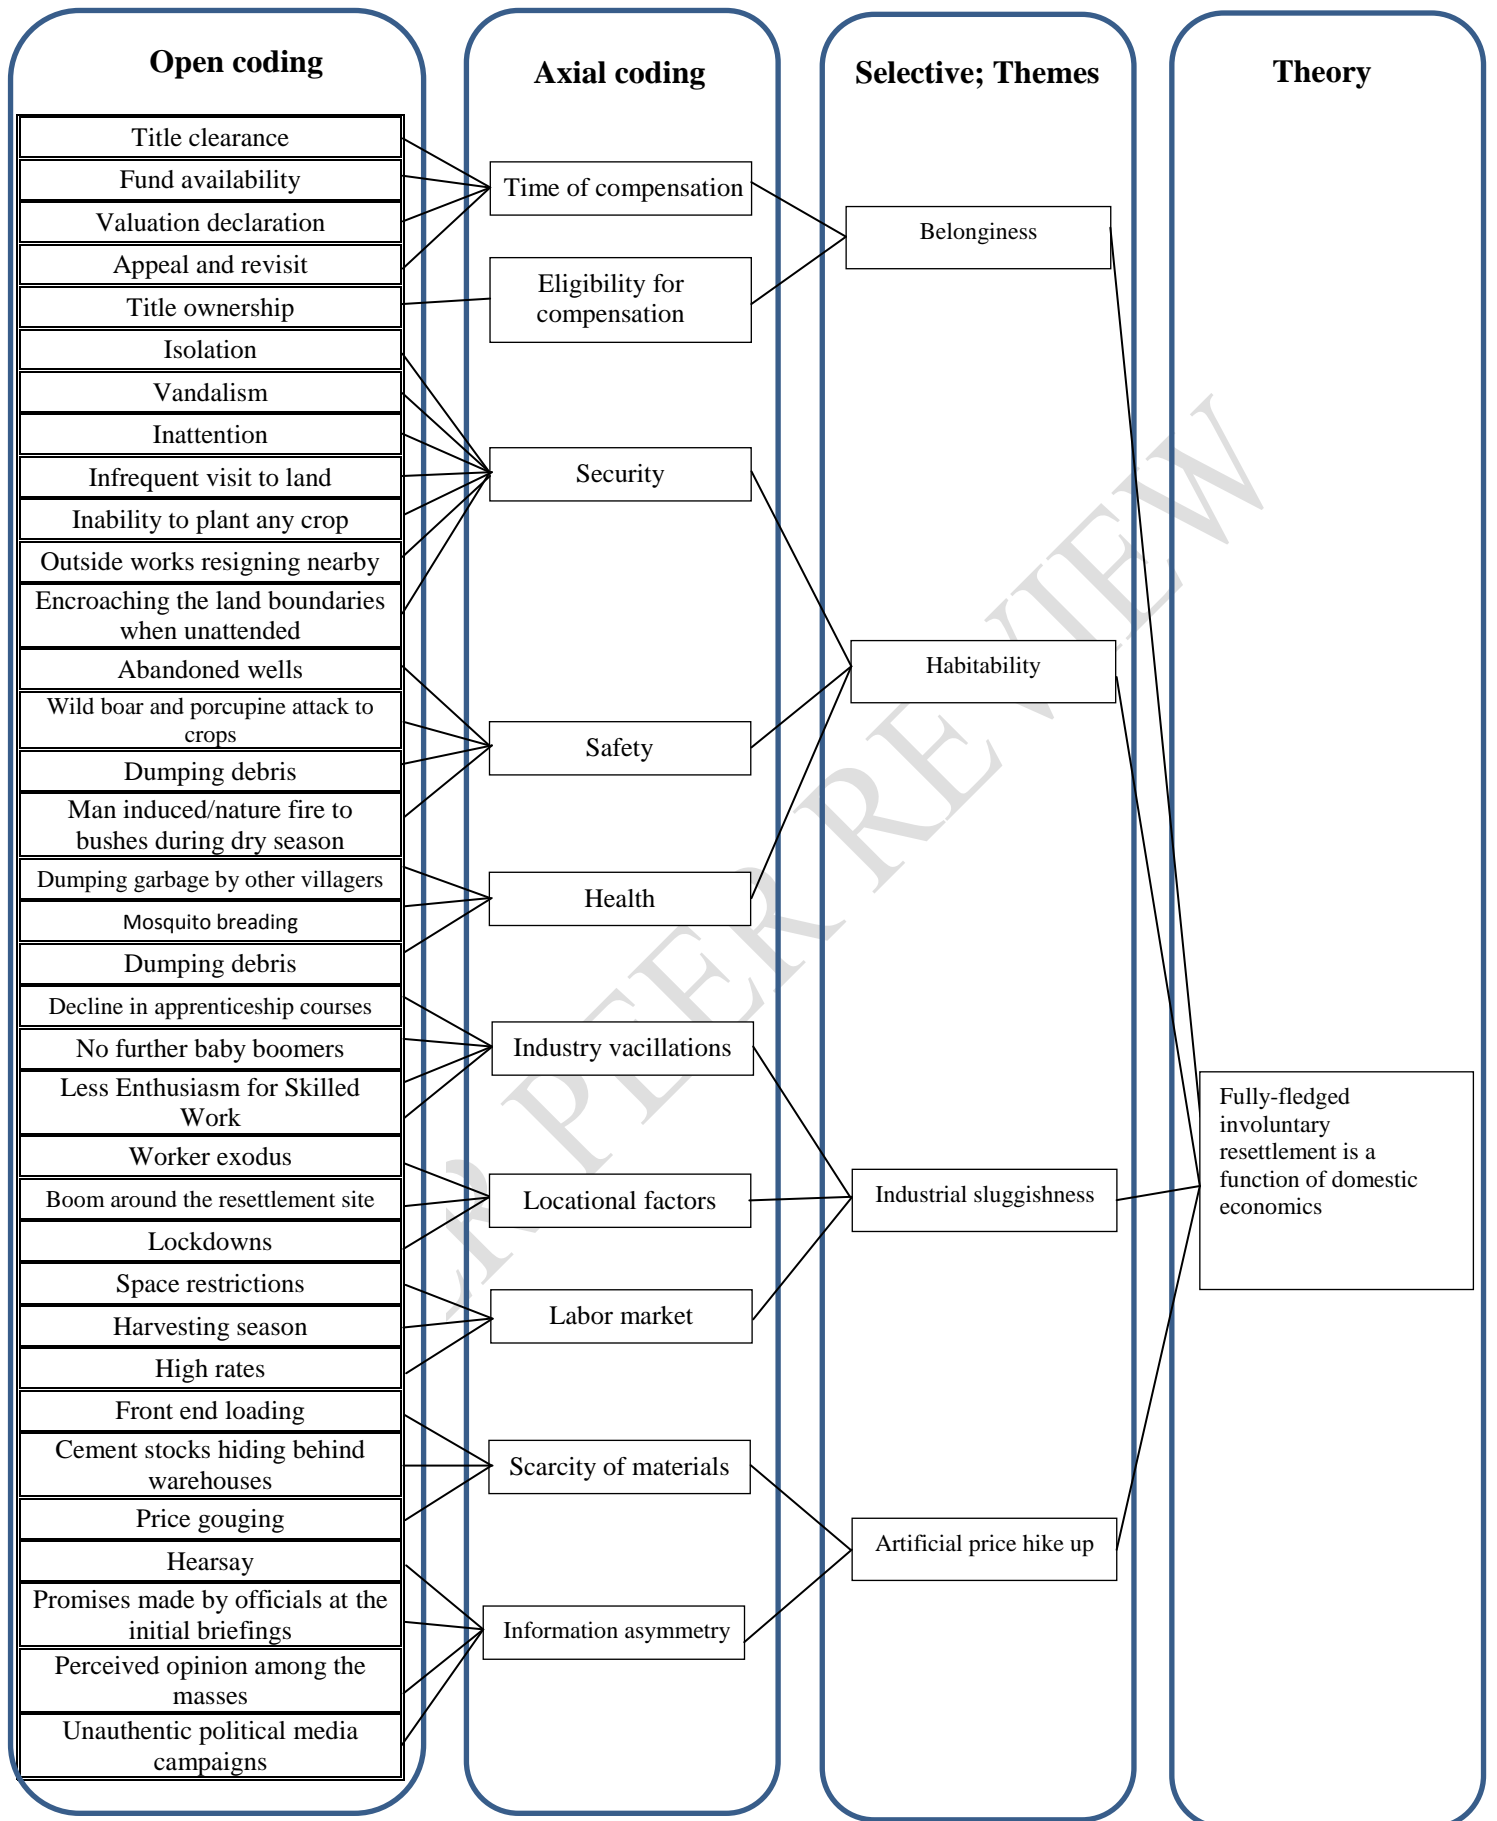 Open coding
Axial coding
Selective; Themes
Theory
Title clearance
Fund availability
Valuation declaration
Appeal and revisit
Title ownership
Isolation
Vandalism
Inattention
Infrequent visit to land
Inability to plant any crop
Outside works resigning nearby
Encroaching the land boundaries
when unattended
Abandoned wells
Wild boar and porcupine attack to
crops
Dumping debris
Man induced/nature fire to
bushes during dry season
Dumping garbage by other villagers
Mosquito breading
Dumping debris
Decline in apprenticeship courses
No further baby boomers
Less Enthusiasm for Skilled
Work
Worker exodus
Boom around the resettlement site
Lockdowns
Space restrictions
Harvesting season
High rates
Front end loading
Cement stocks hiding behind
warehouses
Price gouging
Hearsay
Promises made by officials at the
initial briefings
Perceived opinion among the
masses
Unauthentic political media
campaigns
Time of compensation
Eligibility for
compensation
Security
Safety
Health
Industry vacillations
Locational factors
Labor market
Scarcity of materials
Information asymmetry
Belonginess
Habitability
Industrial sluggishness
Artificial price hike up
Fully-fledged
involuntary
resettlement is a
function of domestic
economics
PEER REVIEW